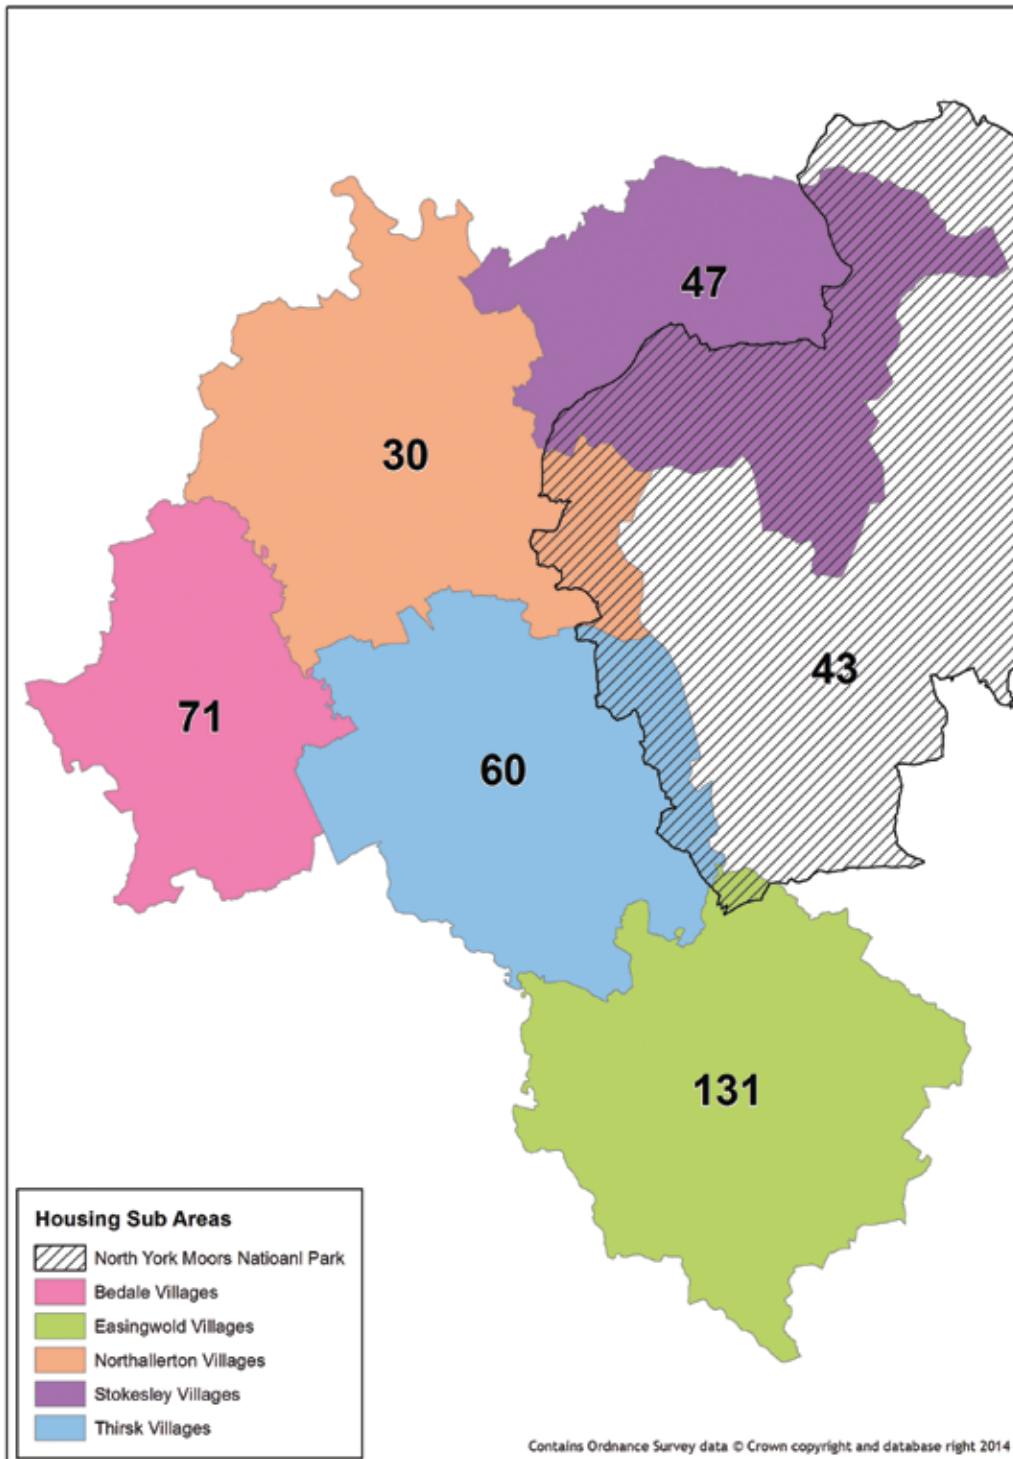 47
30
43
71
60
131
Housing Sub Areas
North York Moors Natioanl Park
Bedale Villages
Easingwold Villages
Northallerton Villages
Stokesley Villages
Thirsk Villages
Contains Ordnance Survey data © Crown copyright and database right 2014